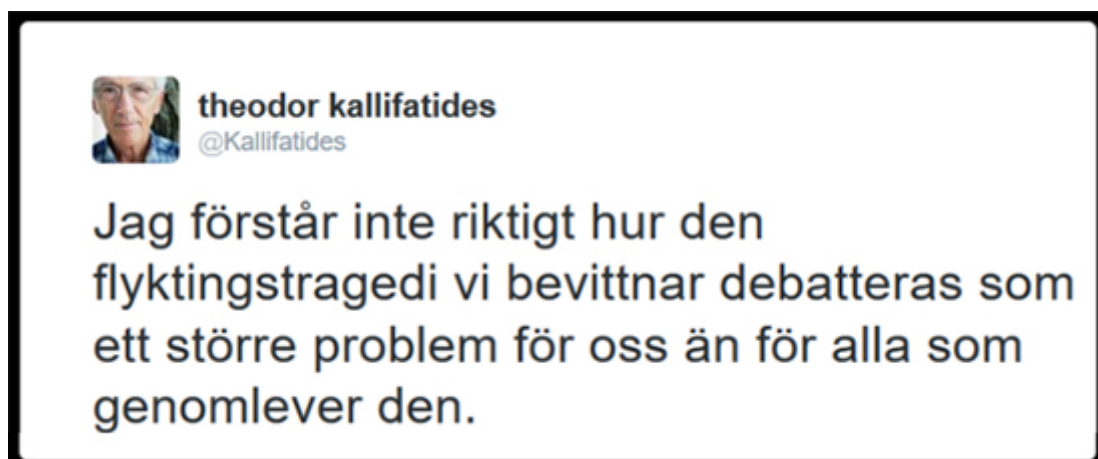 theodor kallifatides
@Kallifatides
Jag förstår inte riktigt hur den
flyktingstragedi vi bevittnar debatteras som
ett större problem för oss än för alla som
genomlever den.